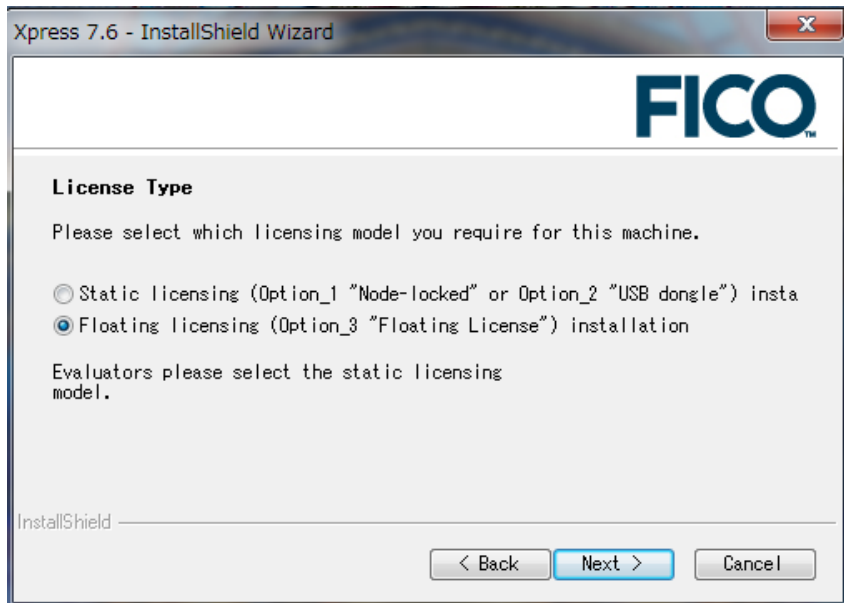 Xpress 7.6 - InstallShield Wizard
FICO™
License Type
Please select which licensing model you require for this machine.
Static licensing (Option_1 "Node-locked" or Option_2 "USB dongle") insta
Floating licensing (Option_3 "Floating License") installation
Evaluators please select the static licensing
model.
InstallShield
< Back Next > Cancel